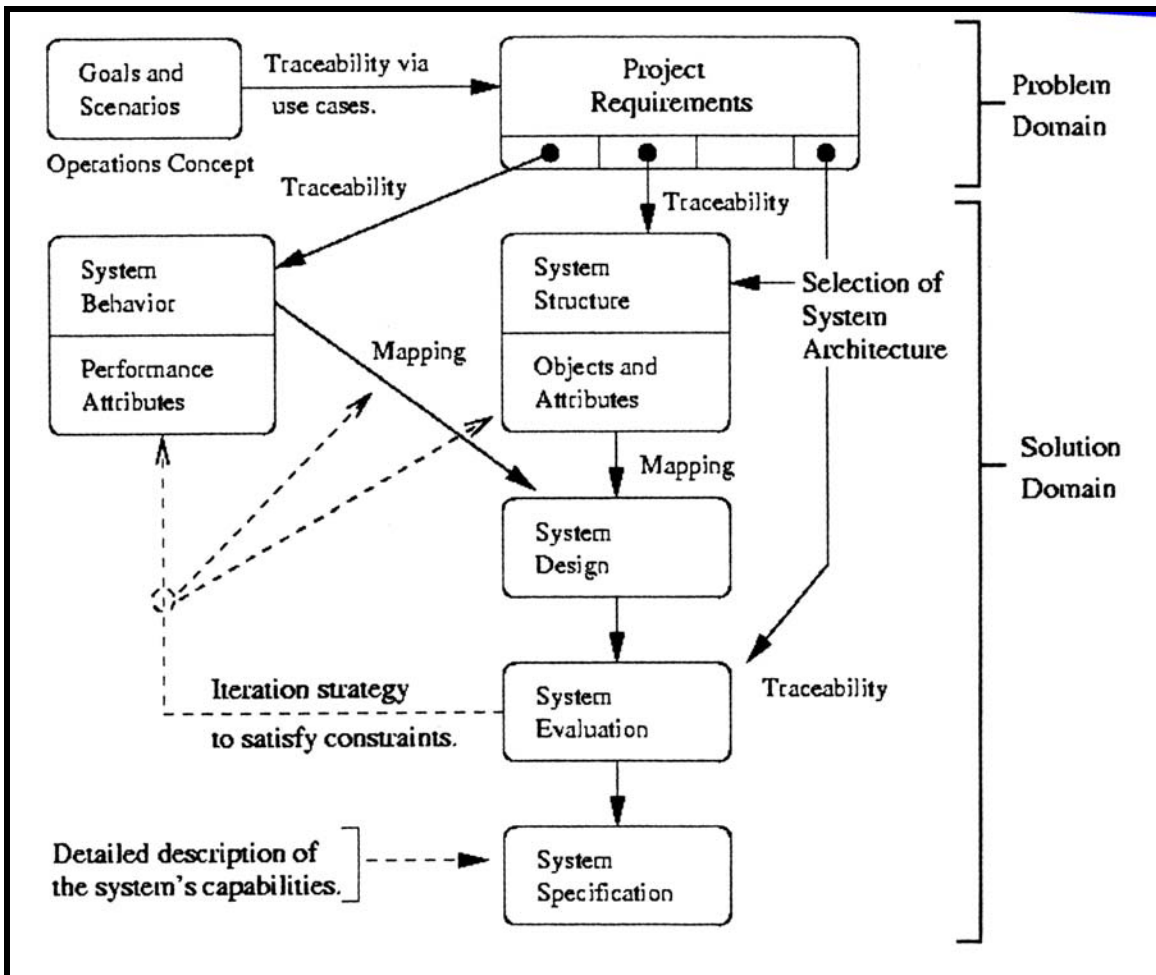 Goals and
Scenarios
Operations Concept
Traceability via
use cases.
Project
Requirements
Problem
Domain
Traceability
Traceability
System
Behavior
Performance
Attributes
Mapping
System
Structure
Objects and
Attributes
Selection of
System
Architecture
Mapping
Solution
Domain
System
Design
Iteration strategy
to satisfy constraints.
System
Evaluation
Traceability
Detailed description of
the system's capabilities.
System
Specification